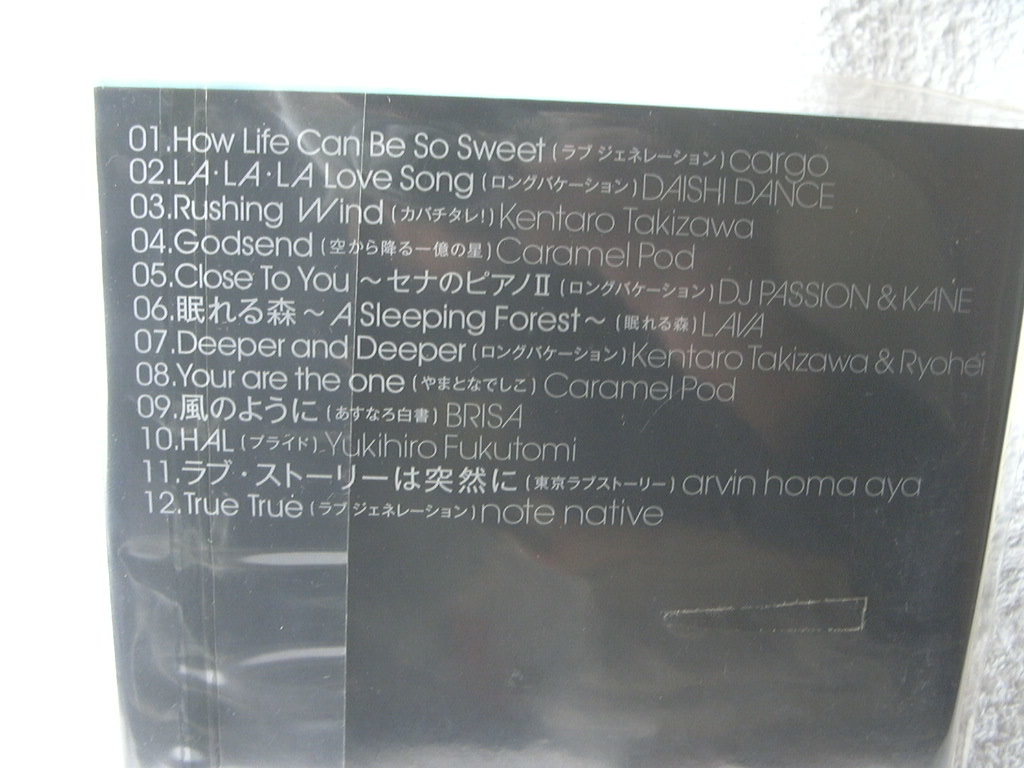 01.How Life Can Be So Sweet (ラブ ジェネレーション) cargo
02.LA・LA・LA Love Song (ロングバケーション) DAISHI DANCE
03.Rushing Wind (カバチタレ!) Kentaro Takizawa
04.Godsend (空から降る一億の星) Caramel Pod
05.Close To You ～セナのピアノII (ロングバケーション) DJ PASSION & KANE
06.眠れる森～A Sleeping Forest～ (眠れる森) LAVA
07.Deeper and Deeper (ロングバケーション) Kentaro Takizawa & Ryohei
08.Your are the one (やまとなでしこ) Caramel Pod
09.風のように (あすなろ白書) BRISA
10.HAL (プライド) Yukihiro Fukutomi
11.ラブ・ストーリーは突然に (東京ラブストーリー) arvin homa aya
12.True True (ラブ ジェネレーション) note native